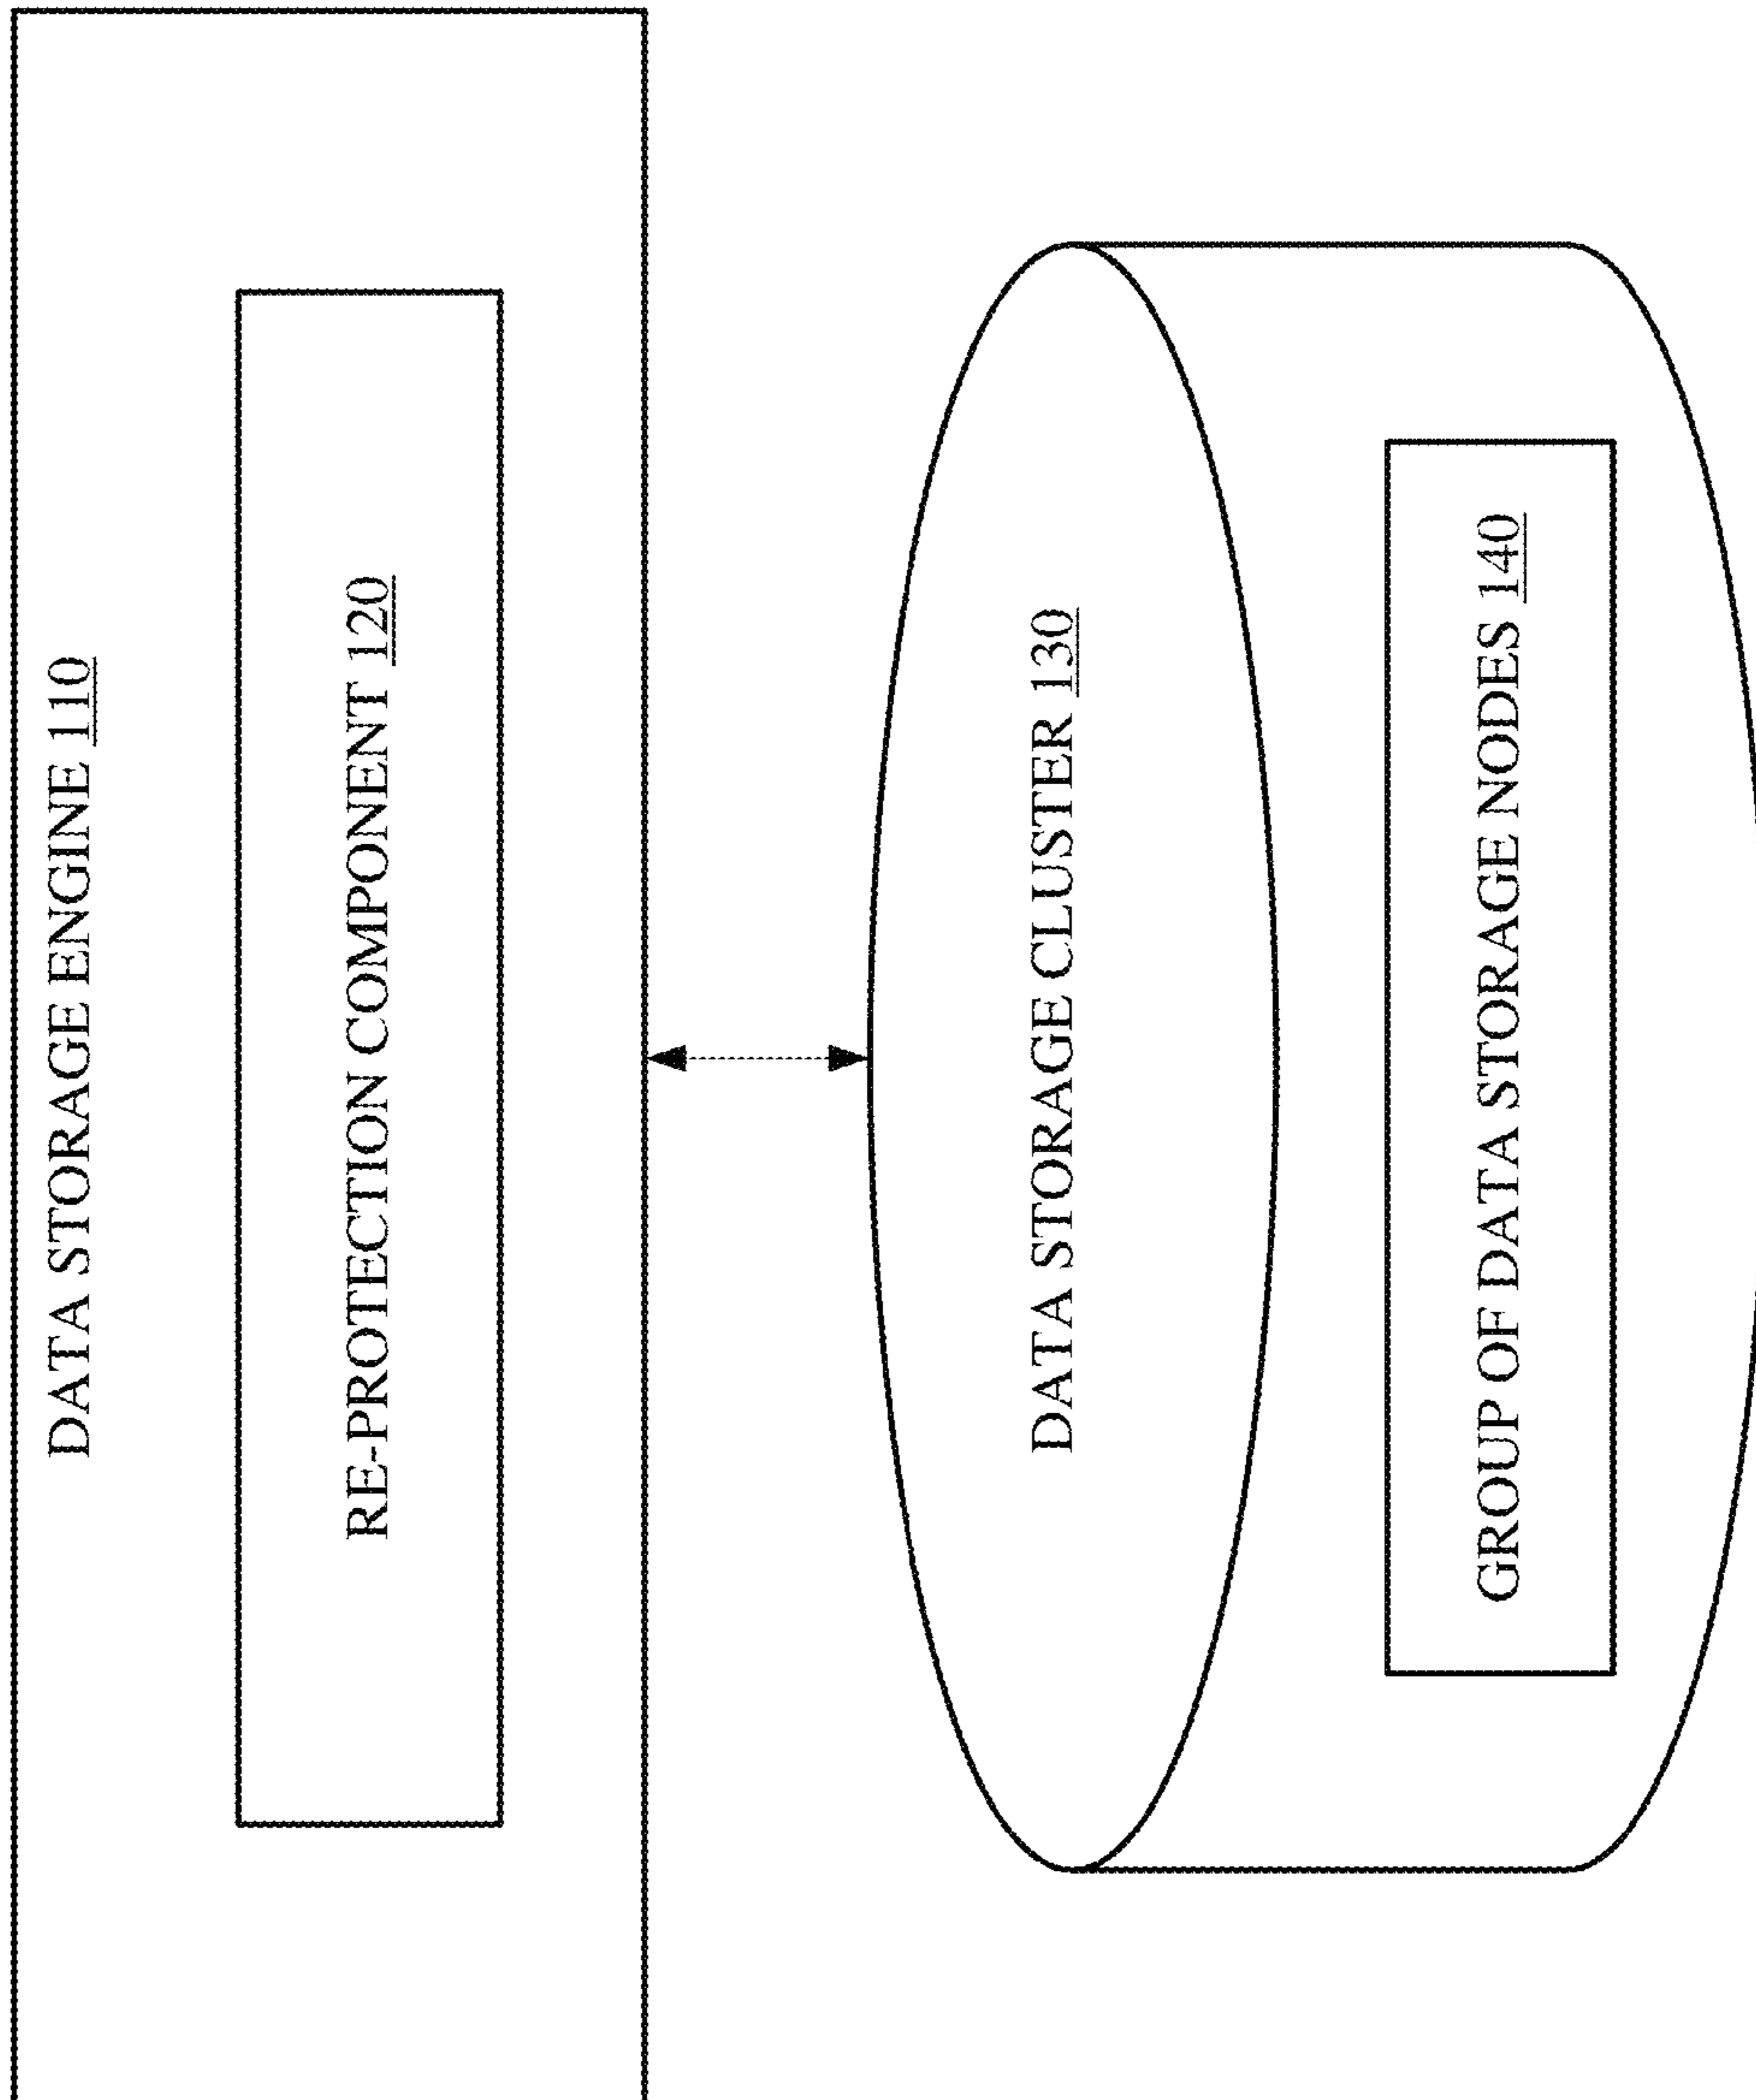 DATA STORAGE ENGINE 110
RE-PROTECTION COMPONENT 120
DATA STORAGE CLUSTER 130
GROUP OF DATA STORAGE NODES 140